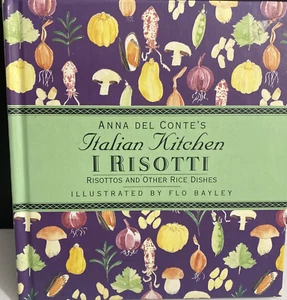 ANNA DEL CONTE'S
Italian Kitchen
I RISOTTI
RISOTTOS AND OTHER RICE DISHES
ILLUSTRATED BY FLO BAYLEY